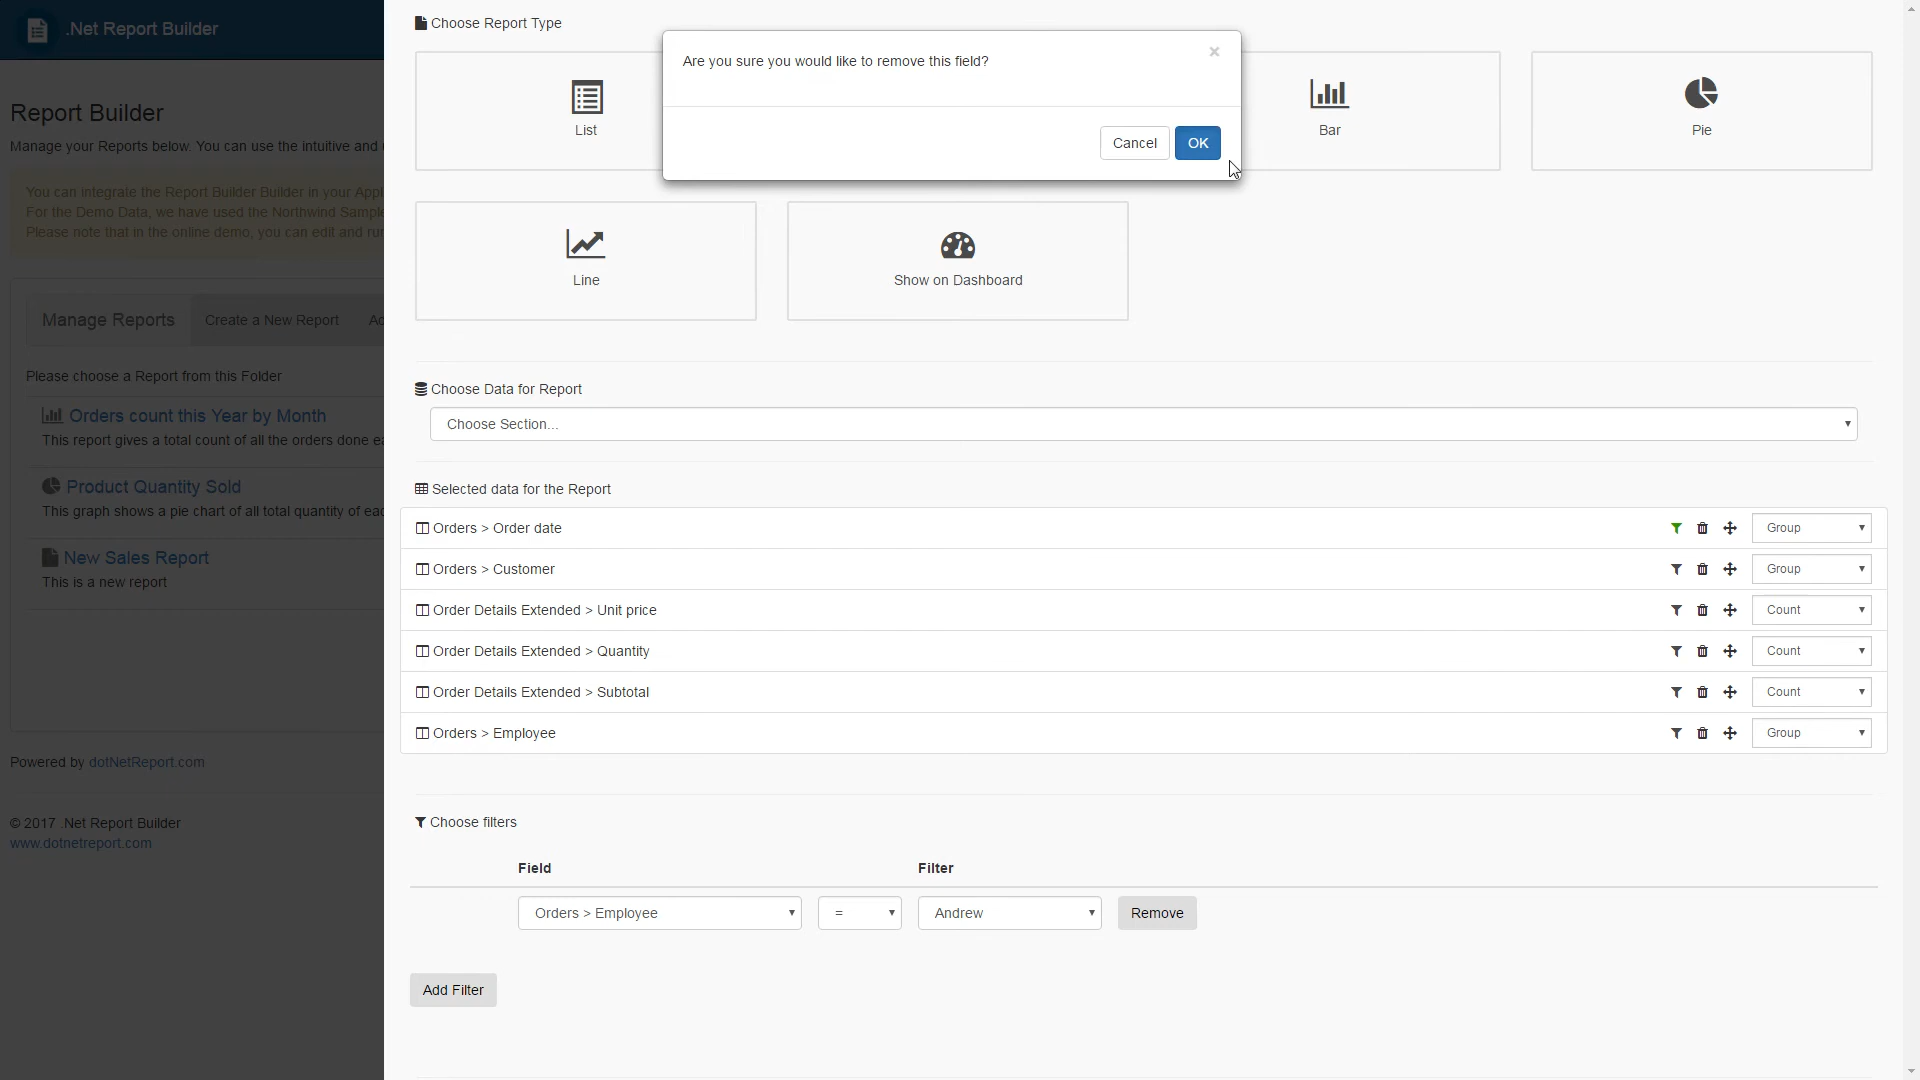 .Net Report Builder
Report Builder
Manage your Reports below. You can use the intuitive and
You can integrate the Report Builder Builder in your Appl
For the Demo Data, we have used the Northwind Sample
Please note that in the online demo, you can edit and ru
Manage Reports
Create a New Report
Please choose a Report from this Folder
Orders count this Year by Month
This report gives a total count of all the orders done ea
Product Quantity Sold
This graph shows a pie chart of all total quantity of eac
New Sales Report
This is a new report
Powered by dotNetReport.com
© 2017 .Net Report Builder
www.dotnetreport.com
Choose Report Type
Are you sure you would like to remove this field?
×
Cancel
OK
List
Bar
Pie
Line
Show on Dashboard
Choose Data for Report
Choose Section...
Selected data for the Report
Orders > Order date
Group
Orders > Customer
Group
Order Details Extended > Unit price
Count
Order Details Extended > Quantity
Count
Order Details Extended > Subtotal
Count
Orders > Employee
Group
Choose filters
Field
Filter
Orders > Employee
=
Andrew
Remove
Add Filter